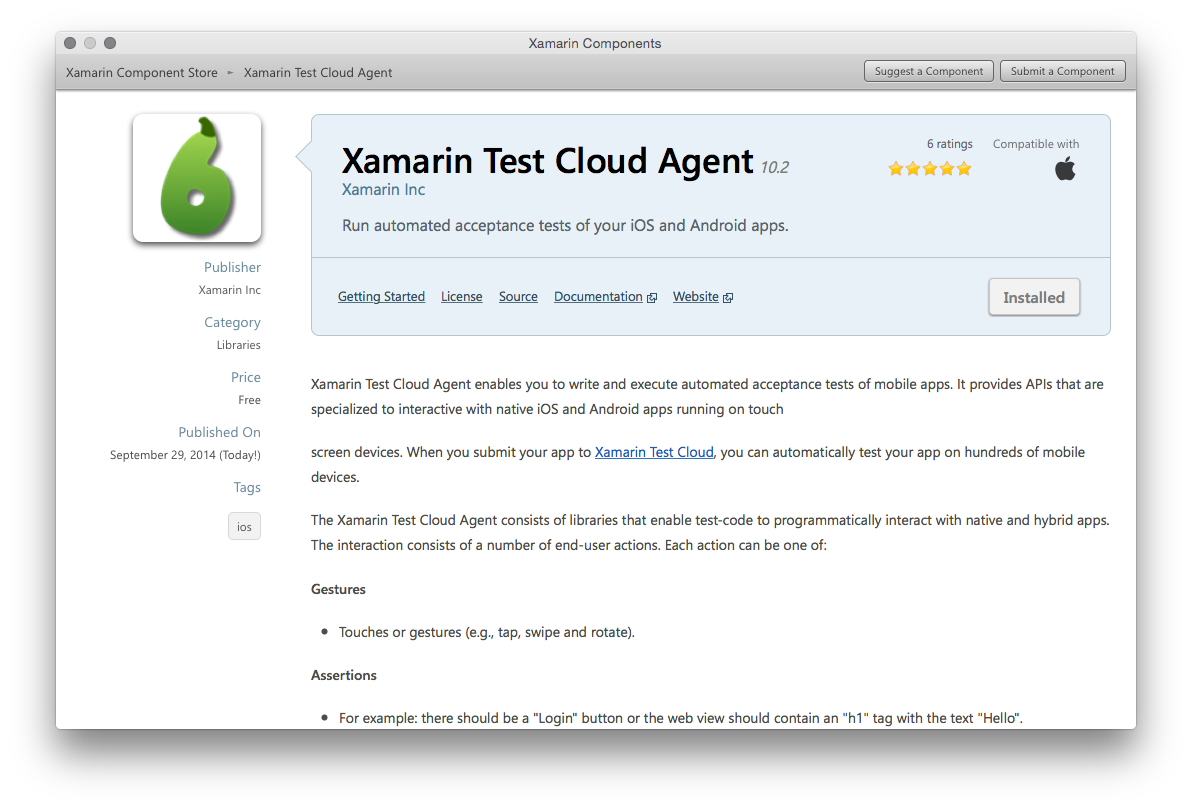 Xamarin Components
Xamarin Component Store ► Xamarin Test Cloud Agent
Suggest a Component
Submit a Component
Publisher
Xamarin Inc
Category
Libraries
Price
Free
Published On
September 29, 2014 (Today!)
Tags
ios
Xamarin Test Cloud Agent 10.2
Xamarin Inc
6 ratings
Compatible with
Run automated acceptance tests of your iOS and Android apps.
Getting Started License Source Documentation Website
Installed
Xamarin Test Cloud Agent enables you to write and execute automated acceptance tests of mobile apps. It provides APIs that are
specialized to interactive with native iOS and Android apps running on touch
screen devices. When you submit your app to Xamarin Test Cloud, you can automatically test your app on hundreds of mobile
devices.
The Xamarin Test Cloud Agent consists of libraries that enable test-code to programmatically interact with native and hybrid apps.
The interaction consists of a number of end-user actions. Each action can be one of:
Gestures
• Touches or gestures (e.g., tap, swipe and rotate).
Assertions
• For example: there should be a "Login" button or the web view should contain an "h1" tag with the text "Hello".